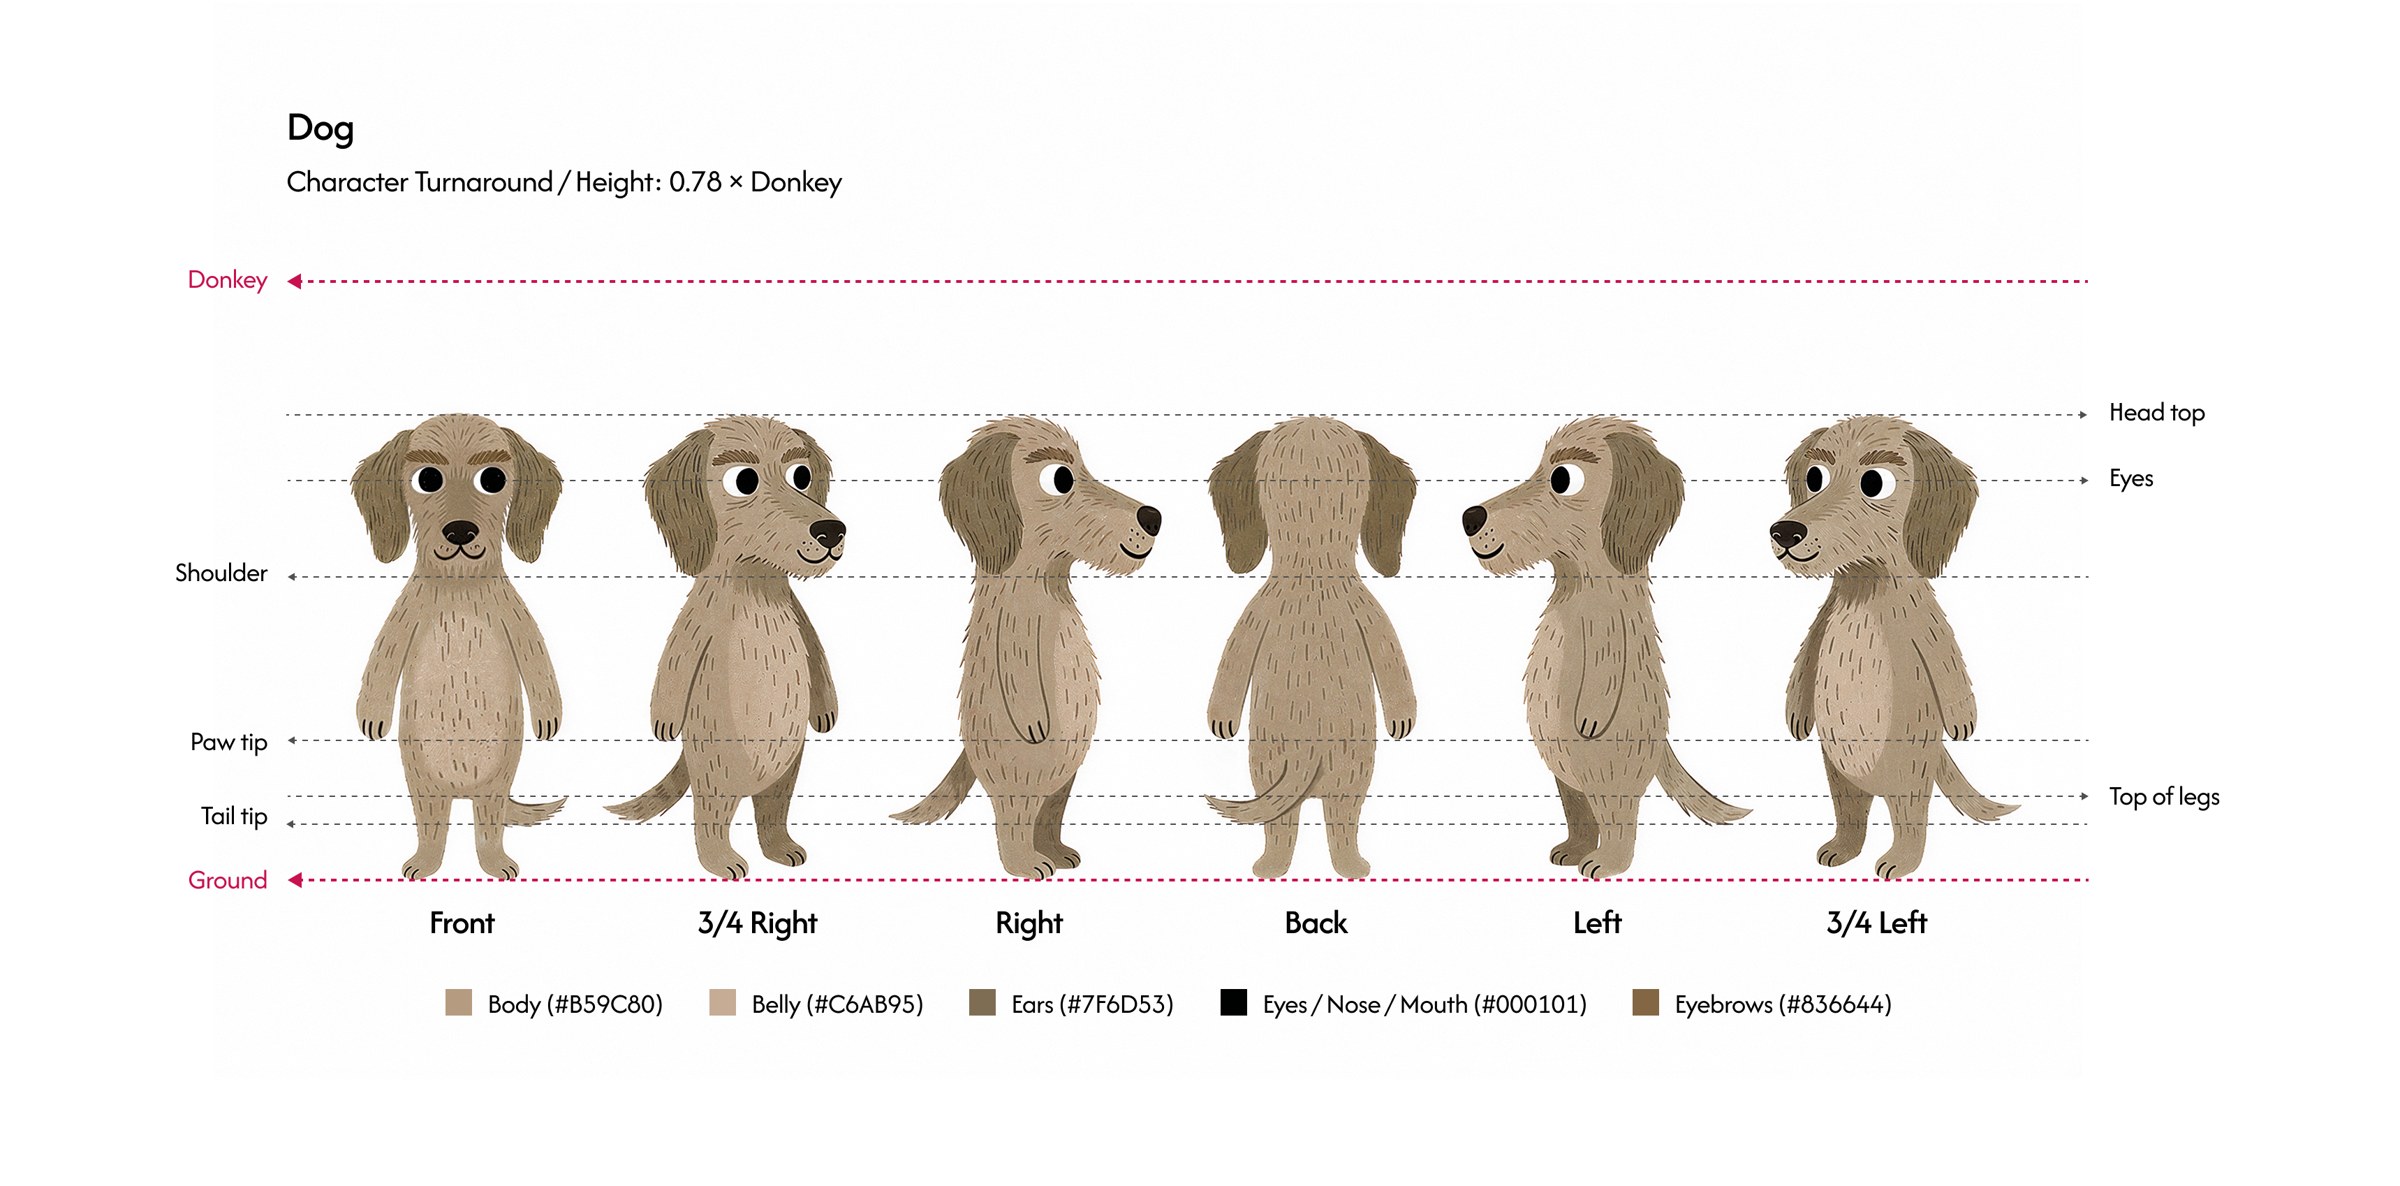 Dog
Character Turnaround / Height: 0.78 × Donkey
Donkey
Head top
Eyes
Shoulder
Paw tip
Top of legs
Tail tip
Ground
Front
3/4 Right
Right
Back
Left
3/4 Left
Body (#B59C80)
Belly (#C6AB95)
Ears (#7F6D53)
Eyes / Nose / Mouth (#000101)
Eyebrows (#836644)